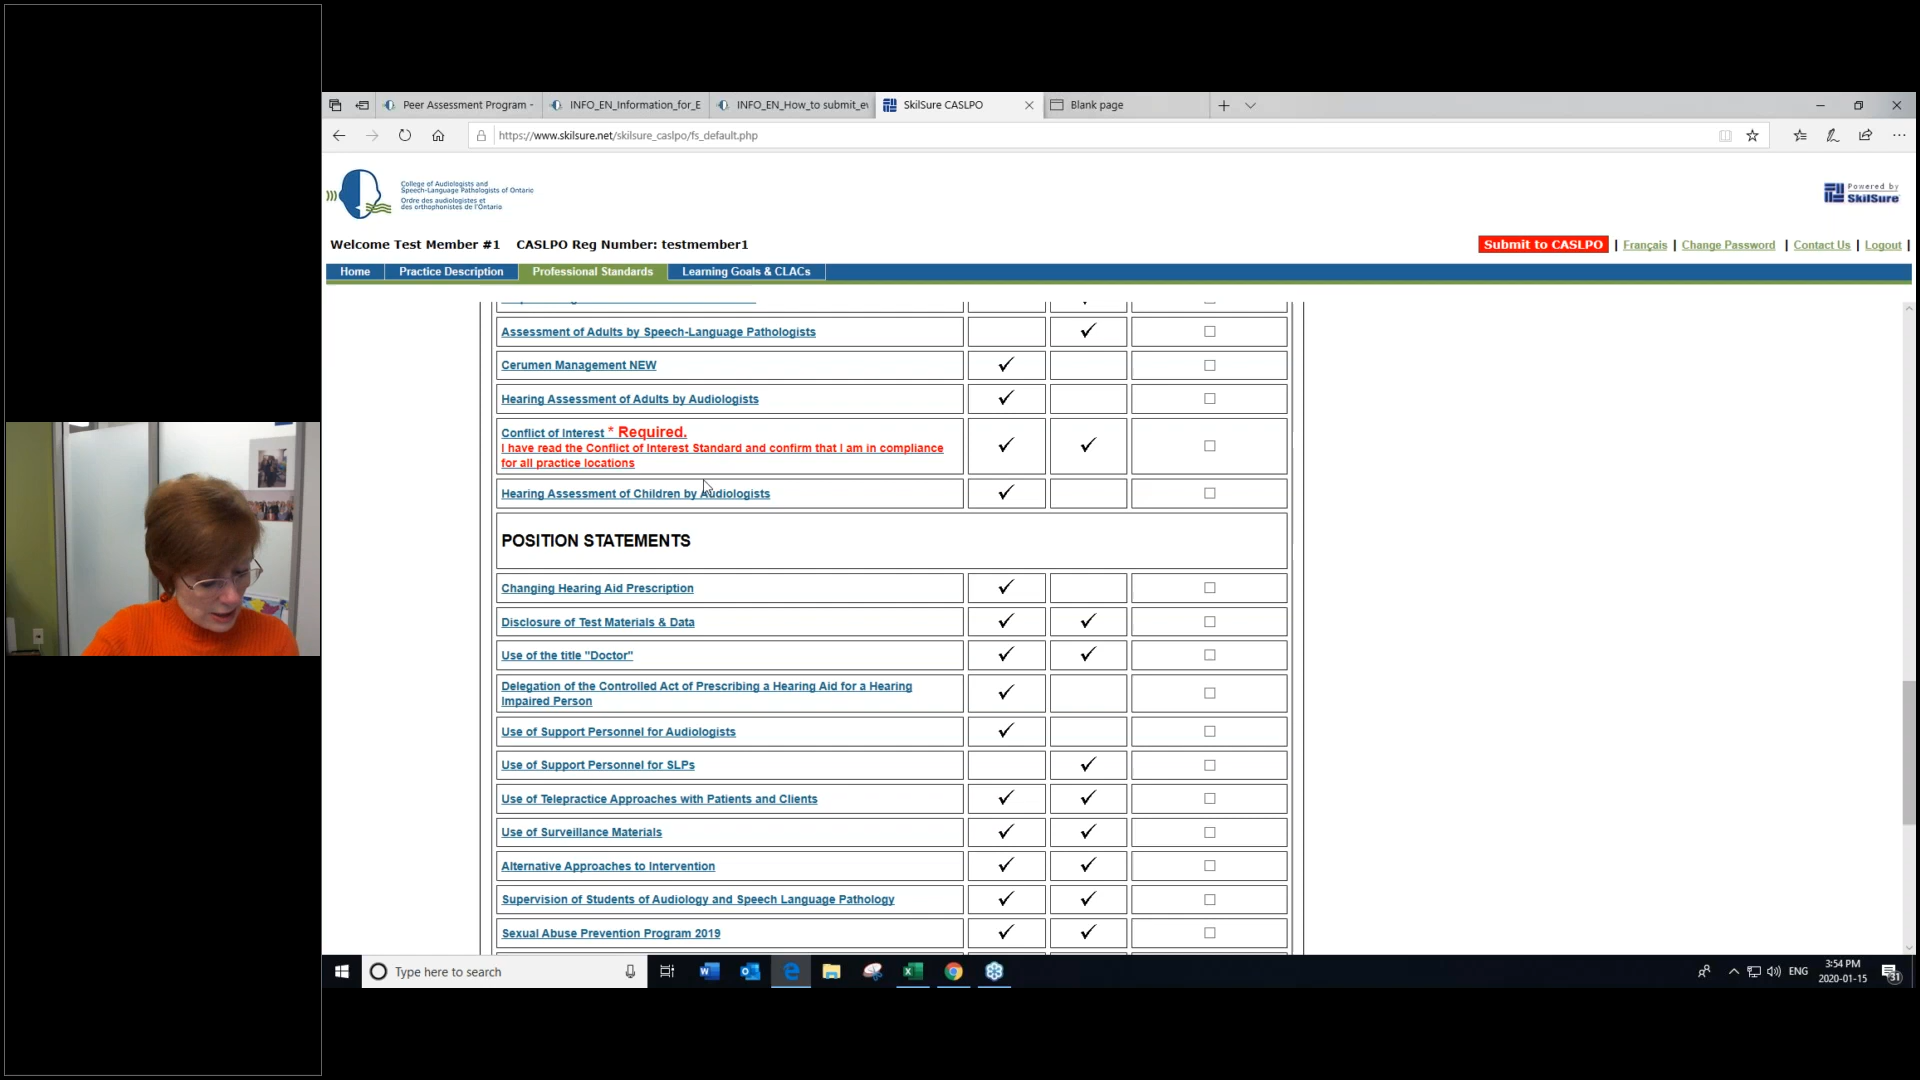 Peer Assessment Program -
INFO_EN_Information_for_E
INFO_EN_How_to submit_ev
SkilSure CASLPO
Blank page
https://www.skilsure.net/skilsure_caslpo/fs_default.php
College of Audiologists and
Speech-Language Pathologists of Ontario
Ordre des audiologistes et
des orthophonistes de l'Ontario
Powered by
SkilSure
Welcome Test Member #1 CASLPO Reg Number: testmember1
Submit to CASLPO | Français | Change Password | Contact Us | Logout |
Home
Practice Description
Professional Standards
Learning Goals & CLACs
Assessment of Adults by Speech-Language Pathologists
Cerumen Management NEW
Hearing Assessment of Adults by Audiologists
Conflict of Interest * Required.
I have read the Conflict of Interest Standard and confirm that I am in compliance
for all practice locations
Hearing Assessment of Children by Audiologists
POSITION STATEMENTS
Changing Hearing Aid Prescription
Disclosure of Test Materials & Data
Use of the title "Doctor"
Delegation of the Controlled Act of Prescribing a Hearing Aid for a Hearing
Impaired Person
Use of Support Personnel for Audiologists
Use of Support Personnel for SLPs
Use of Telepractice Approaches with Patients and Clients
Use of Surveillance Materials
Alternative Approaches to Intervention
Supervision of Students of Audiology and Speech Language Pathology
Sexual Abuse Prevention Program 2019
Type here to search
ENG
3:54 PM
2020-01-15
31